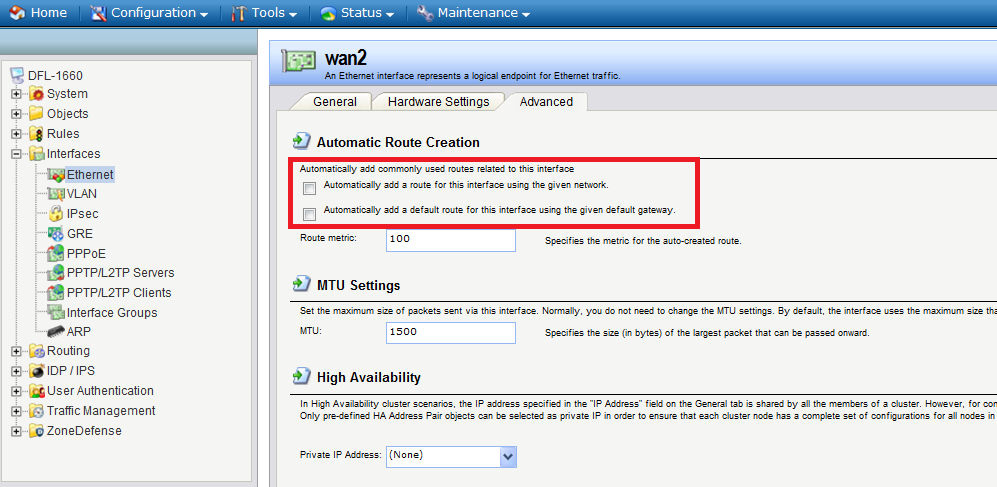 Home Configuration Tools Status Maintenance
DFL-1660
System
Objects
Rules
Interfaces
Ethernet
VLAN
IPsec
GRE
PPPoE
PPTP/L2TP Servers
PPTP/L2TP Clients
Interface Groups
ARP
Routing
IDP / IPS
User Authentication
Traffic Management
ZoneDefense
wan2
An Ethernet interface represents a logical endpoint for Ethernet traffic.
General Hardware Settings Advanced
Automatic Route Creation
Automatically add commonly used routes related to this interface
Automatically add a route for this interface using the given network.
Automatically add a default route for this interface using the given default gateway.
Route metric: 100 Specifies the metric for the auto-created route.
MTU Settings
Set the maximum size of packets sent via this interface. Normally, you do not need to change the MTU settings. By default, the interface uses the maximum size tha
MTU: 1500 Specifies the size (in bytes) of the largest packet that can be passed onward.
High Availability
In High Availability cluster scenarios, the IP address specified in the "IP Address" field on the General tab is shared by all the members of a cluster. However, for con
Only pre-defined HA Address Pair objects can be selected as private IP in order to ensure that each cluster node has a complete set of configurations for all nodes in
Private IP Address: (None)